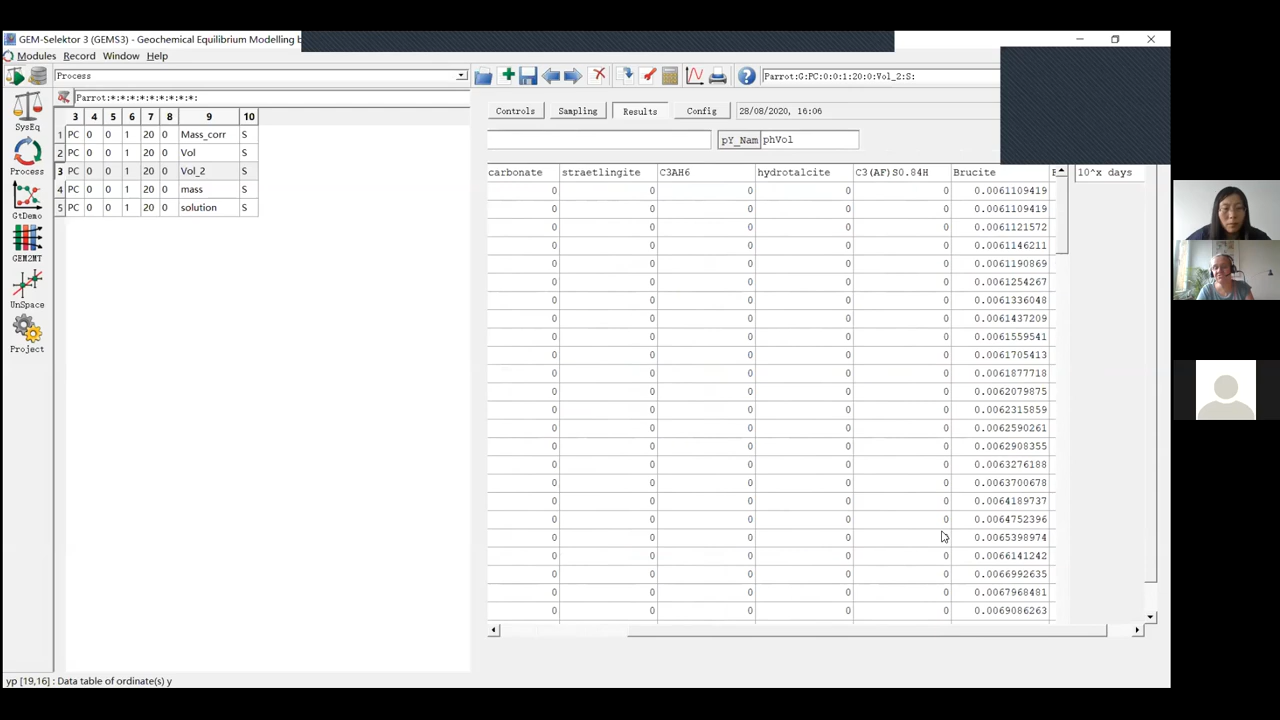 GEM-Selektor 3 (GEMS3) - Geochemical Equilibrium Modelling b
Modules Record Window Help
Process
Parrot:G:PC:0:0:1:20:0:Vol_2:S:
Parrot:*:*:*:*:*:*:*:*:*:
Controls Sampling Results Config 28/08/2020, 16:06
pY_Nam phVol
SysEq
Process
GtDemo
GEM2MT
UnSpace
Project
3 4 5 6 7 8 9 10
1 PC 0 0 1 20 0 Mass_corr S
2 PC 0 0 1 20 0 Vol S
3 PC 0 0 1 20 0 Vol_2 S
4 PC 0 0 1 20 0 mass S
5 PC 0 0 1 20 0 solution S
carbonate straetlingite C3AH6 hydrotalcite C3(AF)S0.84H Brucite 10^x days
0 0 0 0 0 0.0061109419
0 0 0 0 0 0.0061109419
0 0 0 0 0 0.0061121572
0 0 0 0 0 0.0061146211
0 0 0 0 0 0.0061190869
0 0 0 0 0 0.0061254267
0 0 0 0 0 0.0061336048
0 0 0 0 0 0.0061437209
0 0 0 0 0 0.0061559541
0 0 0 0 0 0.0061705413
0 0 0 0 0 0.0061877718
0 0 0 0 0 0.0062079875
0 0 0 0 0 0.0062315859
0 0 0 0 0 0.0062590261
0 0 0 0 0 0.0062908355
0 0 0 0 0 0.0063276188
0 0 0 0 0 0.0063700678
0 0 0 0 0 0.0064189737
0 0 0 0 0 0.0064752396
0 0 0 0 0 0.0065398974
0 0 0 0 0 0.0066141242
0 0 0 0 0 0.0066992635
0 0 0 0 0 0.0067968481
0 0 0 0 0 0.0069086263
yp [19,16] : Data table of ordinate(s) y